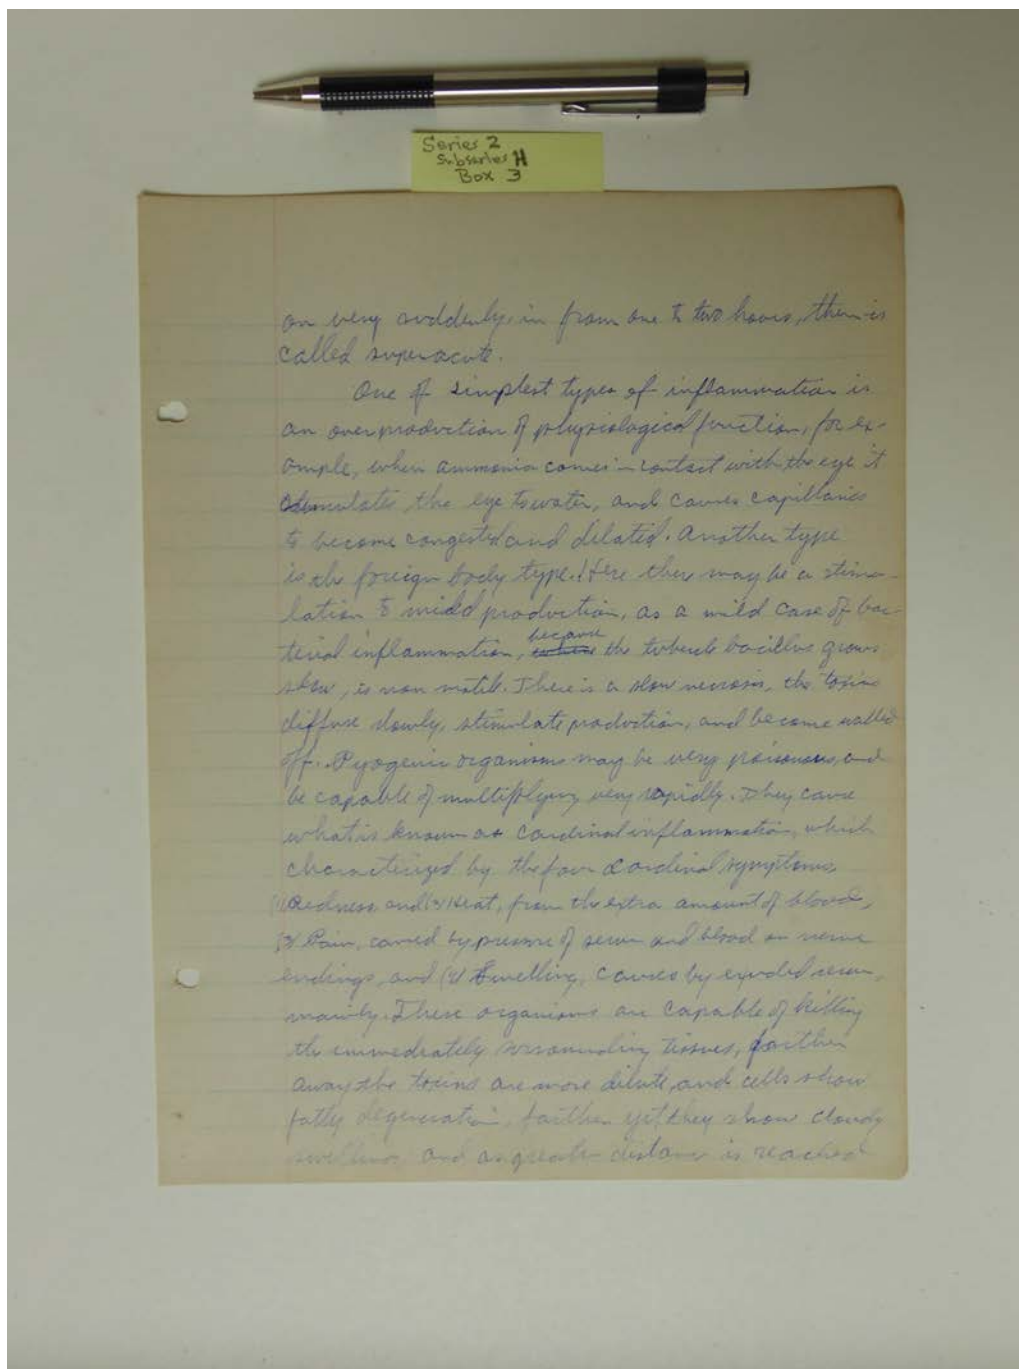 Series 2
Subseries H
Box 3
on very suddenly, in from one to two hours, then is
called superacute.
One of simplest types of inflammation is
an overproduction of physiological function, for ex-
ample, when ammonia comes in contact with the eye it
stimulates the eye to water, and causes capillaries
to become congested and dilated. Another type
is the foreign body type. Here there may be a stimu-
lation to mild production, as a mild case of bac-
terial inflammation, because the tubercle bacillus grows
slow, is non motile. There is a slow necrosis, the toxins
diffuse slowly, stimulate production, and become walled
off. Pyogenic organisms may be very poisonous, and
be capable of multiplying very rapidly. They cause
what is known as cardinal inflammation, which
characterized by the four cardinal symptoms
(1) Redness, and (2) Heat, from the extra amount of blood,
(3) Pain, caused by pressure of serum and blood on nerve
endings, and (4) Swelling, causes by exuded serum,
mainly. These organisms are capable of killing
the immediately surrounding tissues, farther
away the toxins are more dilute, and cells show
fatty degeneration, farther yet they show cloudy
swelling and as greater distance is reached